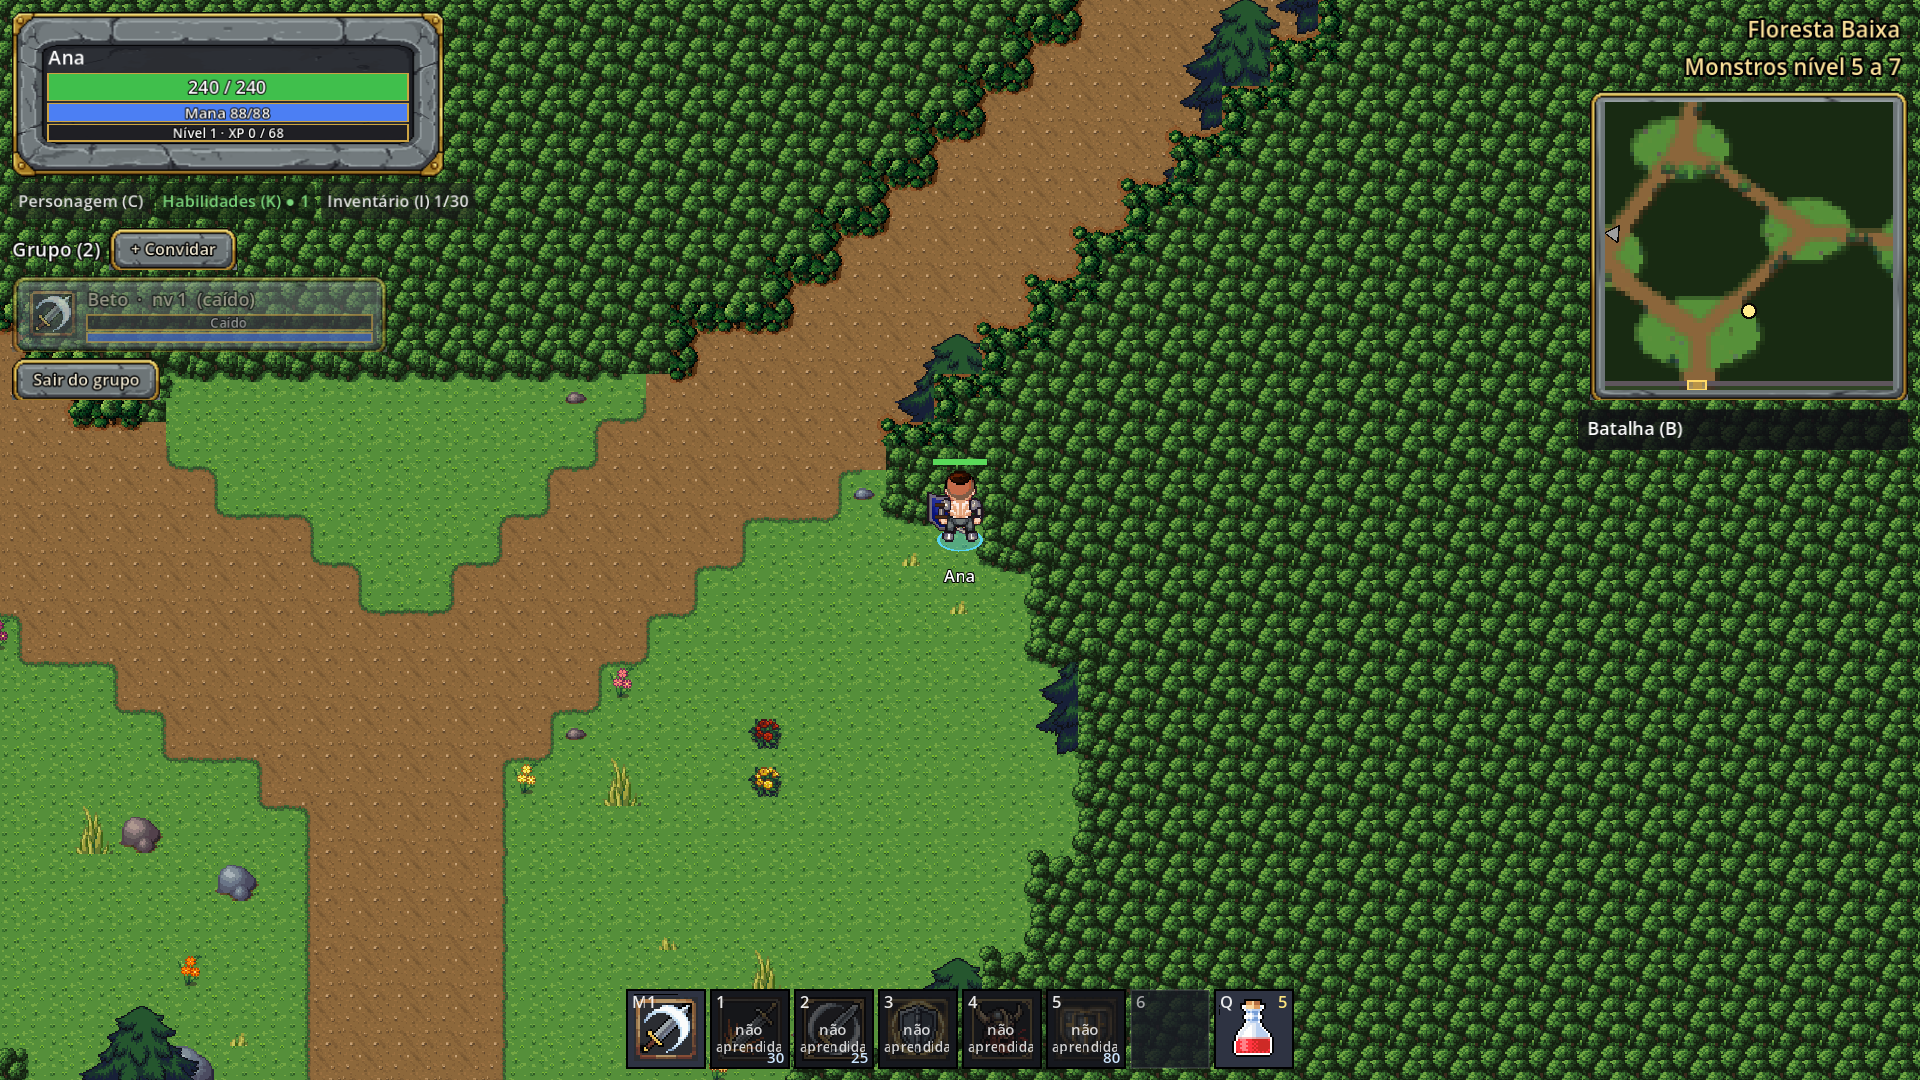 Ana
240 / 240
Mana 88/88
Nível 1 · XP 0 / 68
Personagem (C)
Habilidades (K) ● 1
Inventário (I) 1/30
Grupo (2)
+ Convidar
Beto · nv 1 (caído)
Caído
Sair do grupo
Floresta Baixa
Monstros nível 5 a 7
Batalha (B)
Ana
M1
1
não
aprendida
30
2
não
aprendida
25
3
não
aprendida
4
não
aprendida
5
não
aprendida
80
6
Q
5